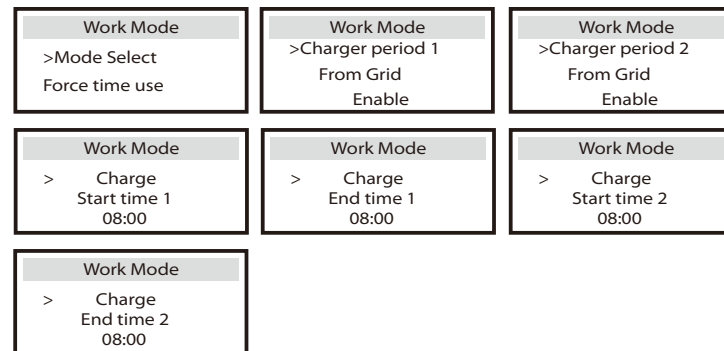 Work Mode
>Mode Select
Force time use
Work Mode
>Charger period 1
From Grid
Enable
Work Mode
>Charger period 2
From Grid
Enable
Work Mode
> Charge
Start time 1
08:00
Work Mode
> Charge
End time 1
08:00
Work Mode
> Charge
Start time 2
08:00
Work Mode
> Charge
End time 2
08:00